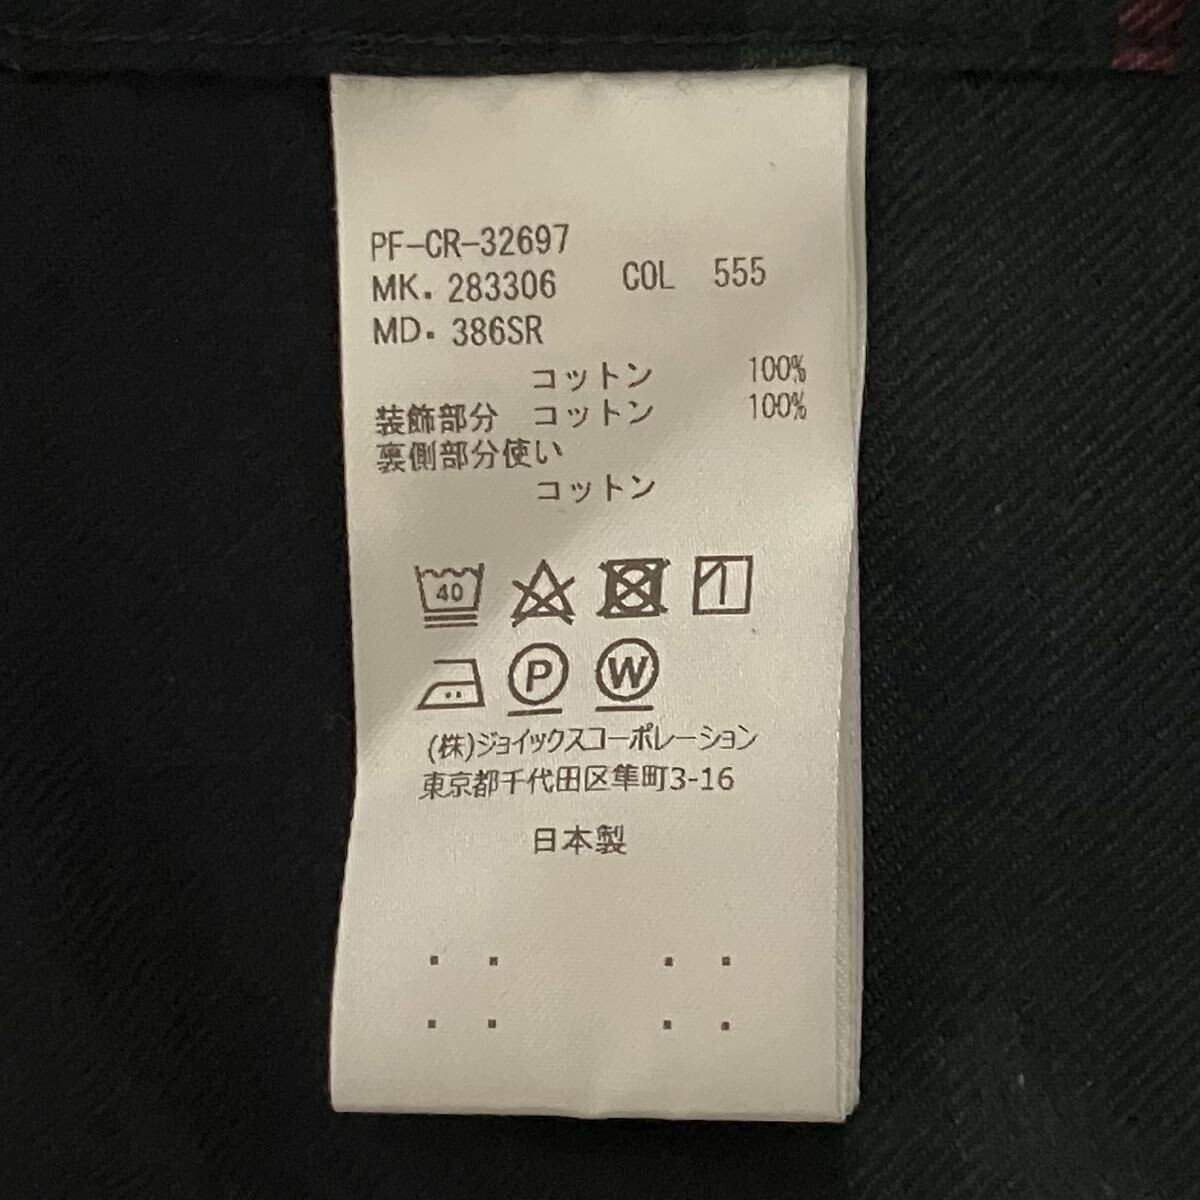 PF-CR-32697
MK. 283306 COL 555
MD. 386SR
コットン 100%
装飾部分 コットン 100%
裏側部分使い
コットン
40
P W
(株)ジョイックスコーポレーション
東京都千代田区隼町3-16
日本製